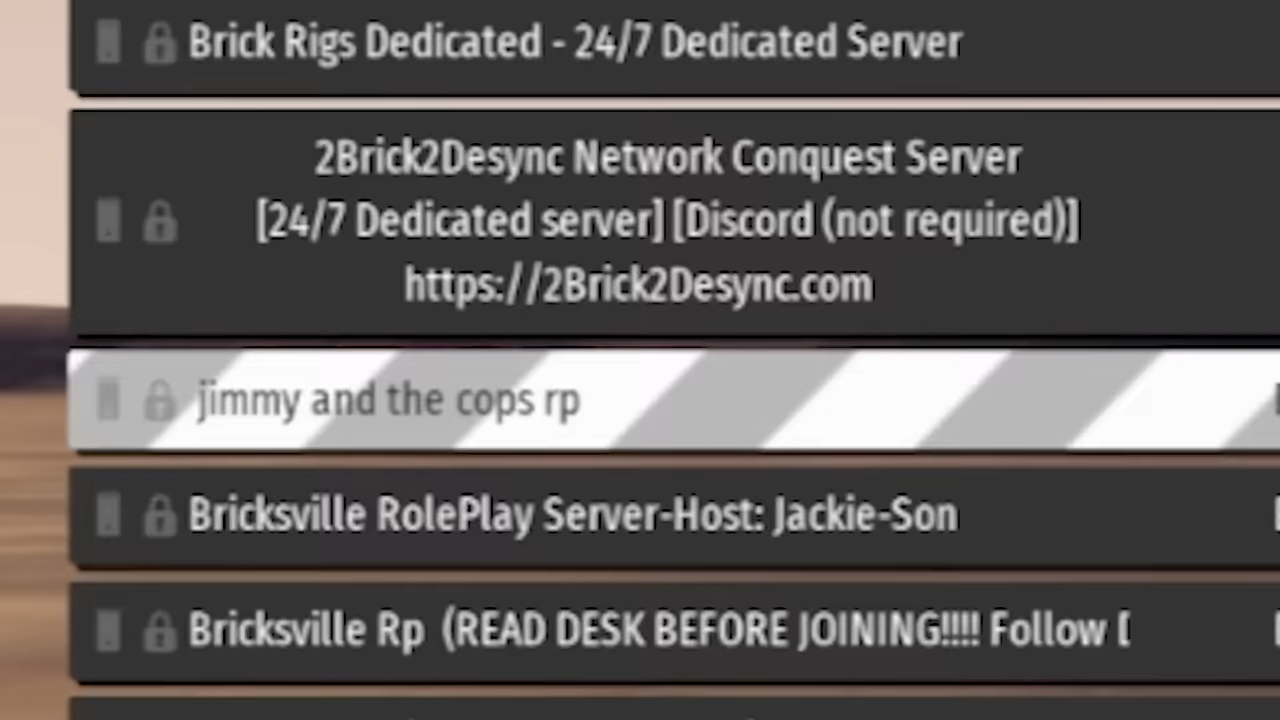 Brick Rigs Dedicated - 24/7 Dedicated Server
2Brick2Desync Network Conquest Server
[24/7 Dedicated server] [Discord (not required)]
https://2Brick2Desync.com
jimmy and the cops rp
Bricksville RolePlay Server-Host: Jackie-Son
Bricksville Rp (READ DESK BEFORE JOINING!!!! Follow